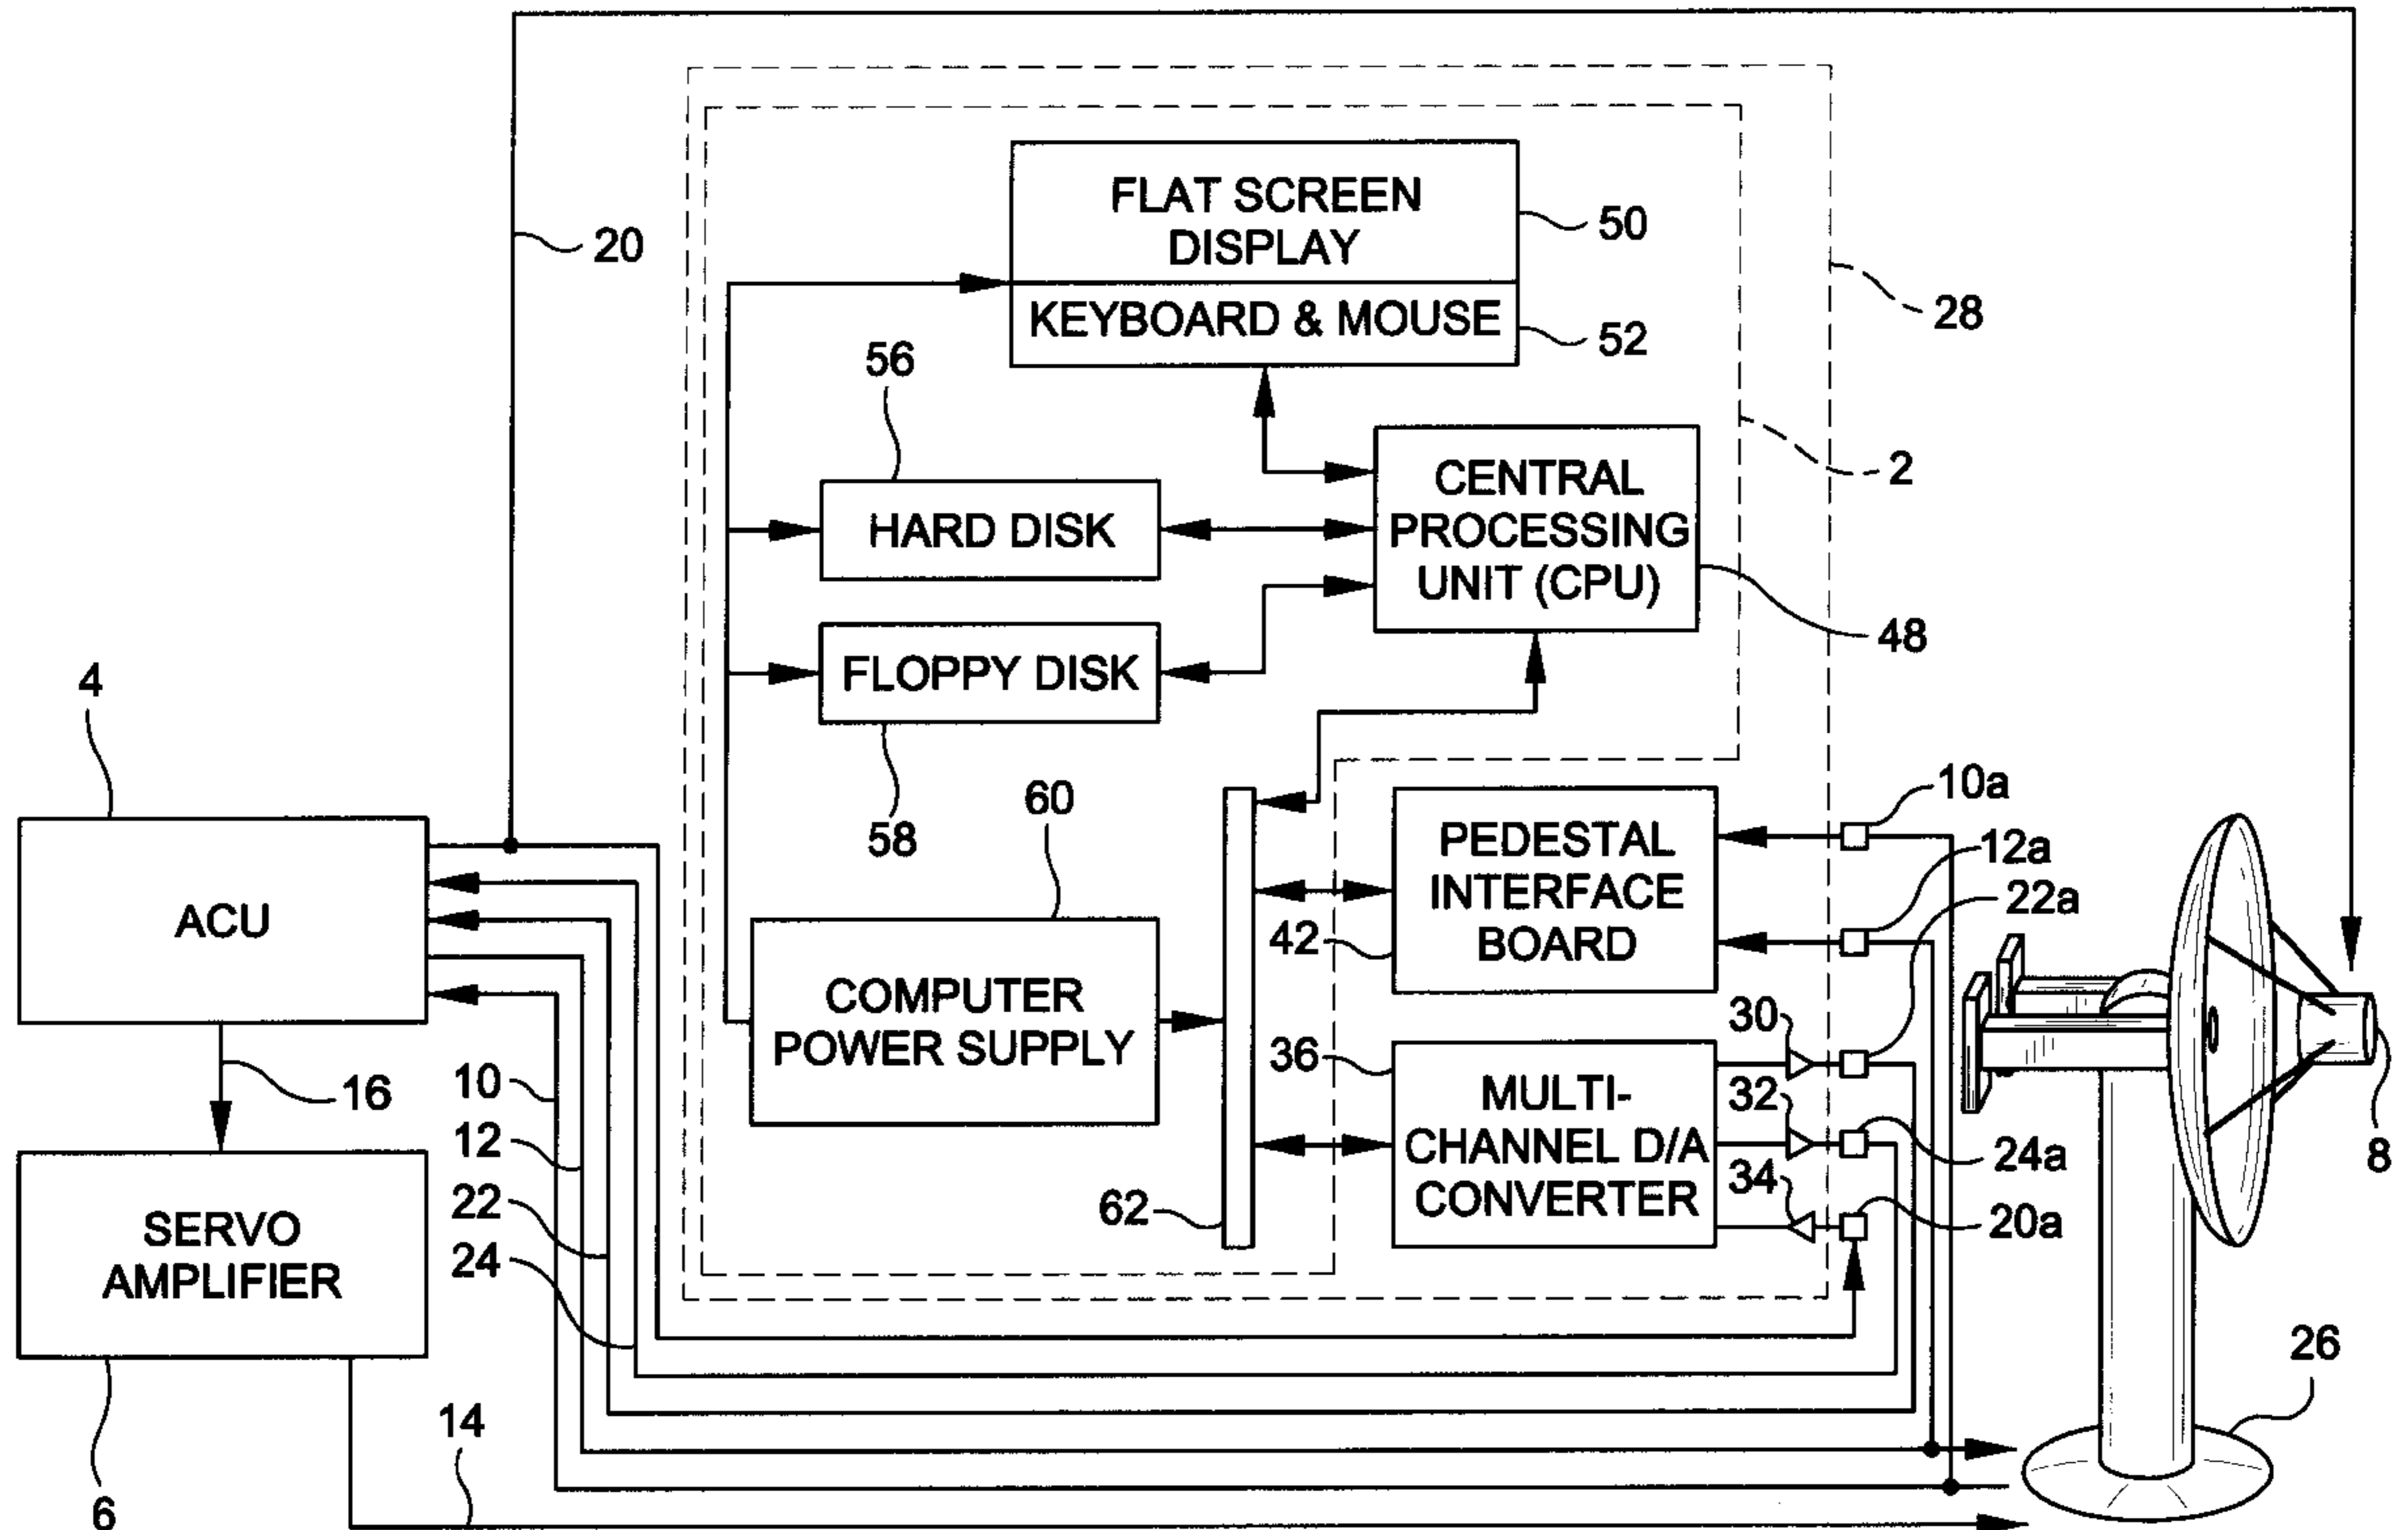 20
FLAT SCREEN
DISPLAY
50
KEYBOARD & MOUSE
52
28
56
HARD DISK
CENTRAL
PROCESSING
UNIT (CPU)
2
48
FLOPPY DISK
58
4
ACU
60
COMPUTER
POWER SUPPLY
PEDESTAL
INTERFACE
BOARD
42
10a
12a
22a
16
10
12
22
24
SERVO
AMPLIFIER
6
14
62
36
MULTI-
CHANNEL D/A
CONVERTER
30
32
34
24a
20a
8
26